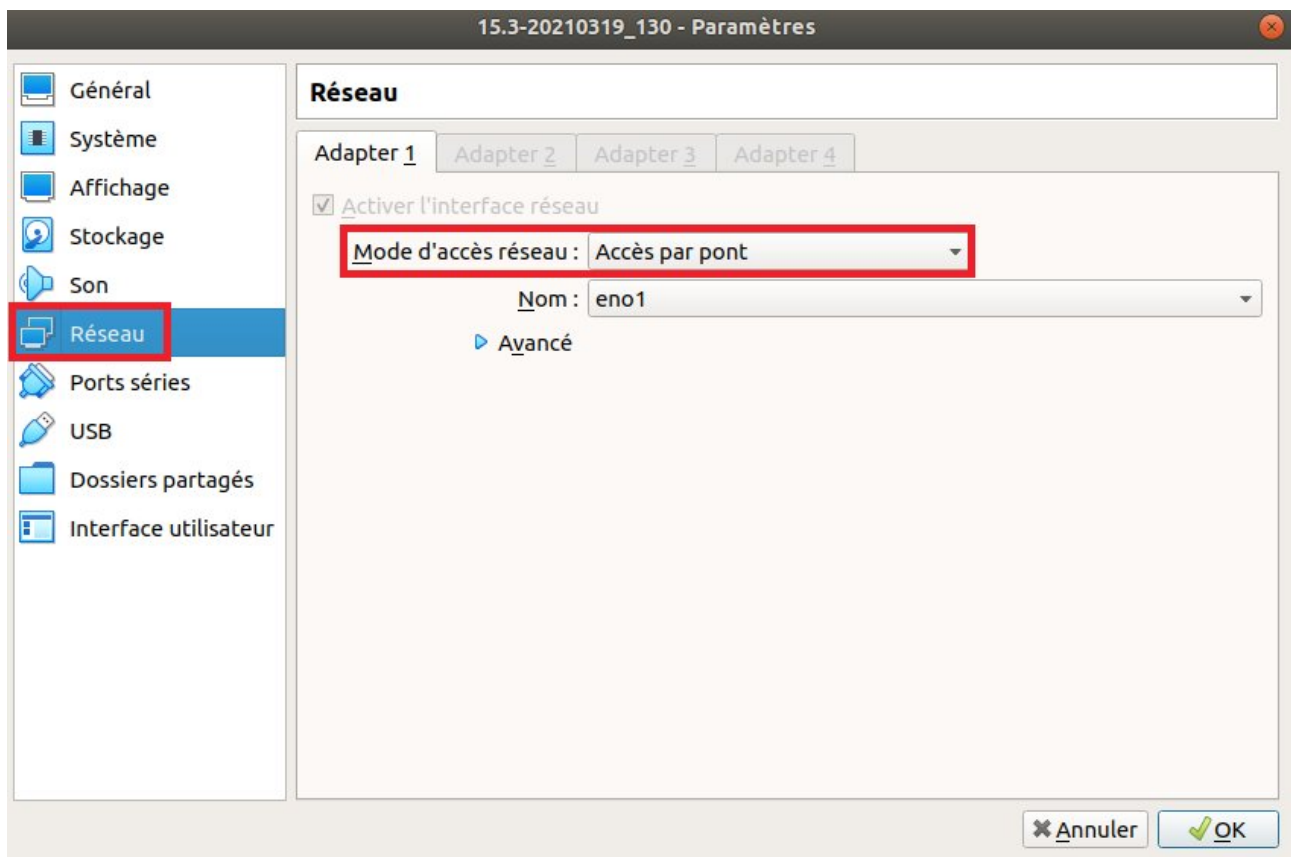 15.3-20210319_130 - Paramètres
Général
Système
Affichage
Stockage
Son
Réseau
Ports séries
USB
Dossiers partagés
Interface utilisateur
Réseau
Adapter 1 Adapter 2 Adapter 3 Adapter 4
Activer l'interface réseau
Mode d'accès réseau : Accès par pont
Nom : eno1
Avancé
Annuler OK